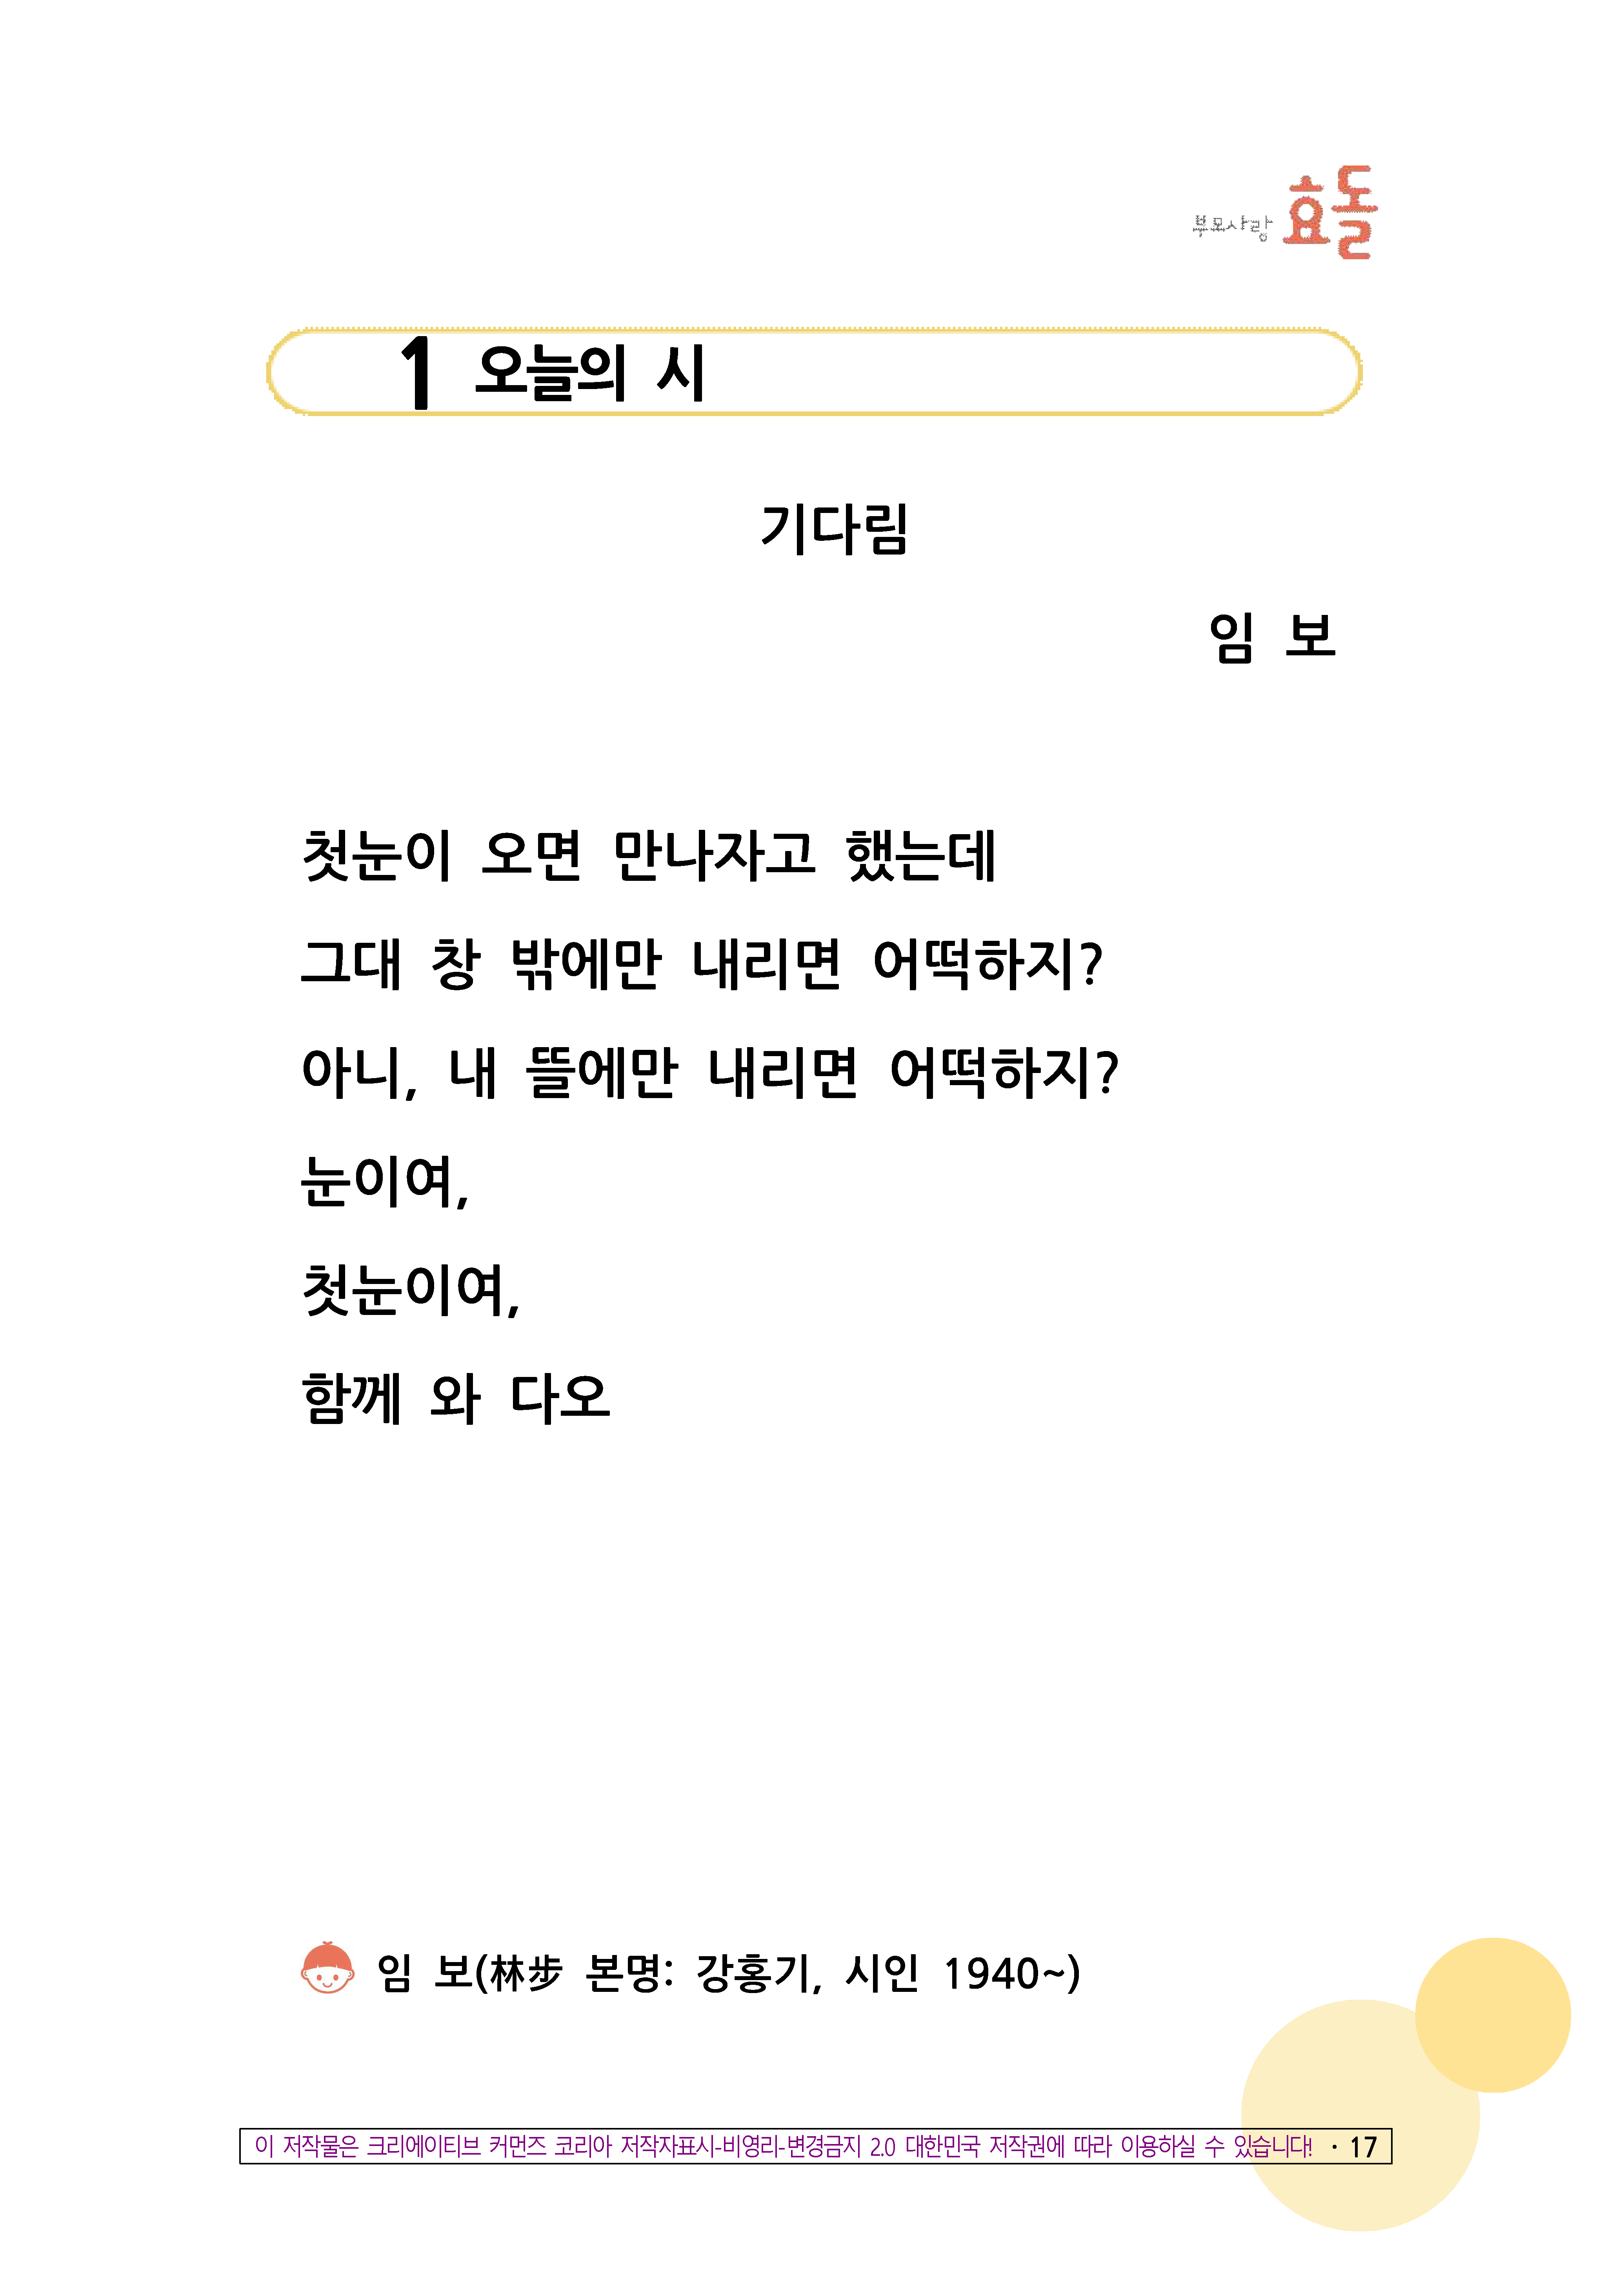 부모사랑 효돌
1 오늘의 시
기다림
임 보
첫눈이 오면 만나자고 했는데
그대 창 밖에만 내리면 어떡하지?
아니, 내 뜰에만 내리면 어떡하지?
눈이여,
첫눈이여,
함께 와 다오
임 보(林步 본명: 강홍기, 시인 1940~)
이 저작물은 크리에이티브 커먼즈 코리아 저작자표시-비영리-변경금지 2.0 대한민국 저작권에 따라 이용하실 수 있습니다! · 17